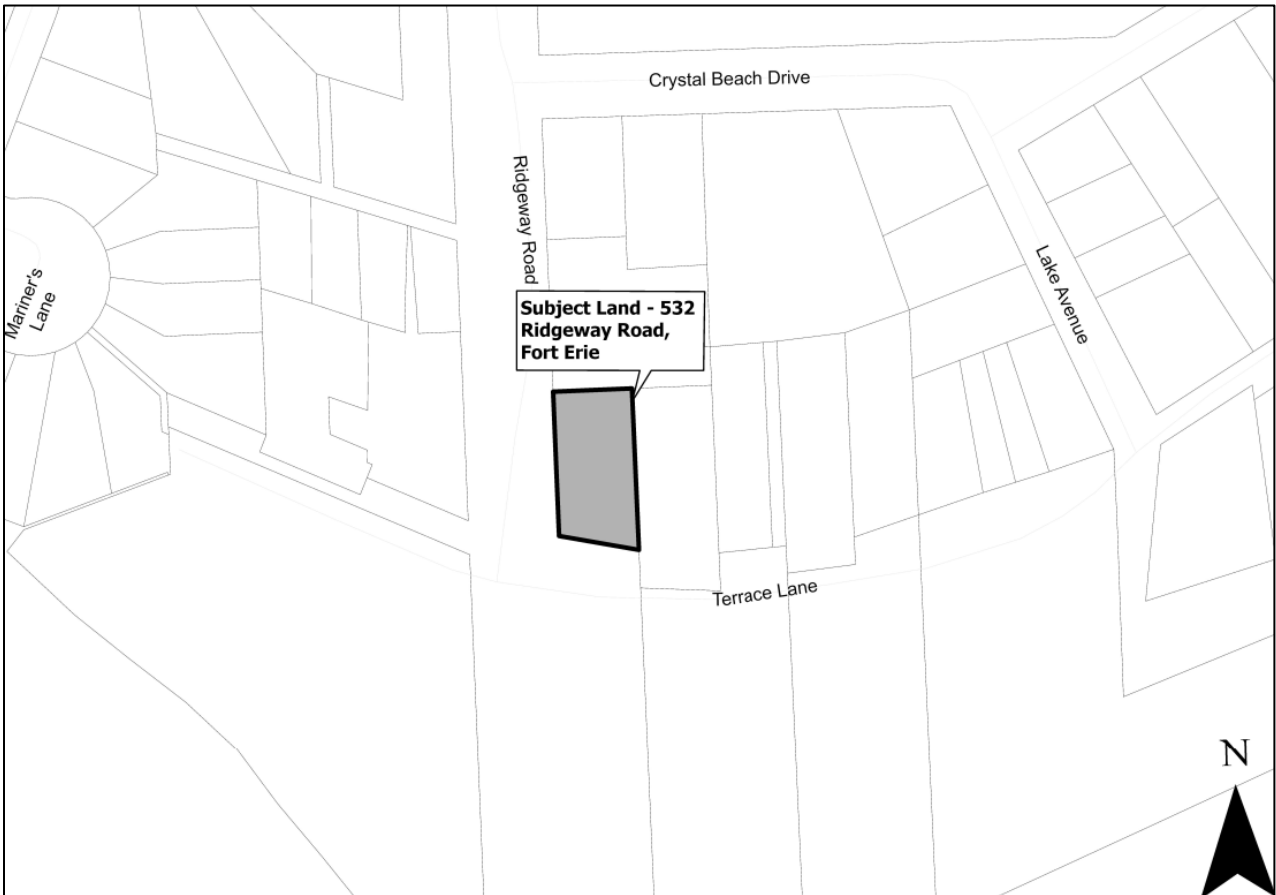 Crystal Beach Drive
Ridgeway Road
Mariner's
Lane
Lake Avenue
Subject Land - 532
Ridgeway Road,
Fort Erie
Terrace Lane
N